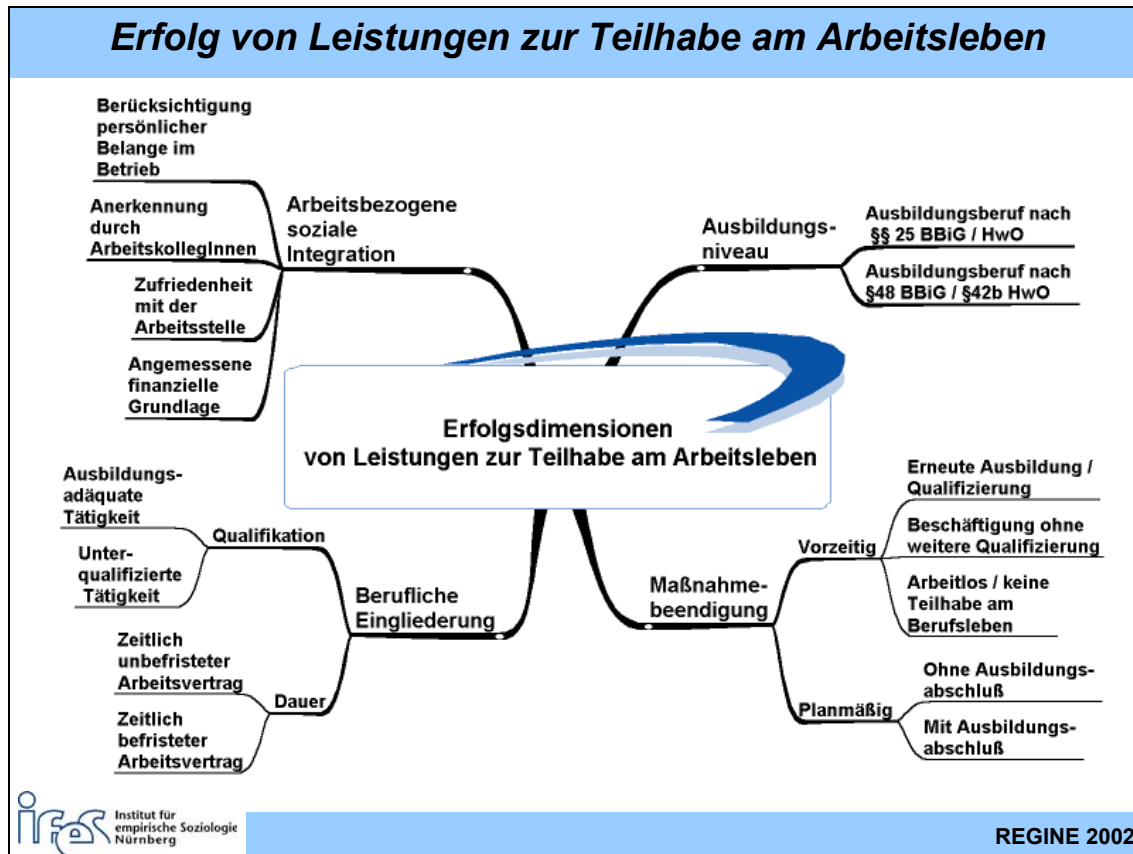 Erfolg von Leistungen zur Teilhabe am Arbeitsleben
Berücksichtigung
persönlicher
Belange im
Betrieb
Anerkennung
durch
ArbeitskollegInnen
Zufriedenheit
mit der
Arbeitsstelle
Angemessene
finanzielle
Grundlage
Arbeitsbezogene
soziale
Integration
Ausbildungs-
niveau
Ausbildungsberuf nach
§§ 25 BBiG / HwO
Ausbildungsberuf nach
§48 BBiG / §42b HwO
Erfolgsdimensionen
von Leistungen zur Teilhabe am Arbeitsleben
Ausbildungs-
adäquate
Tätigkeit
Unter-
qualifizierte
Tätigkeit
Qualifikation
Zeitlich
unbefristeter
Arbeitsvertrag
Zeitlich
befristeter
Arbeitsvertrag
Dauer
Berufliche
Eingliederung
Maßnahme-
beendigung
Vorzeitig
Erneute Ausbildung /
Qualifizierung
Beschäftigung ohne
weitere Qualifizierung
Arbeitlos / keine
Teilhabe am
Berufsleben
Planmäßig
Ohne Ausbildungs-
abschluß
Mit Ausbildungs-
abschluß
ifes
Institut für
empirische Soziologie
Nürnberg
REGINE 2002